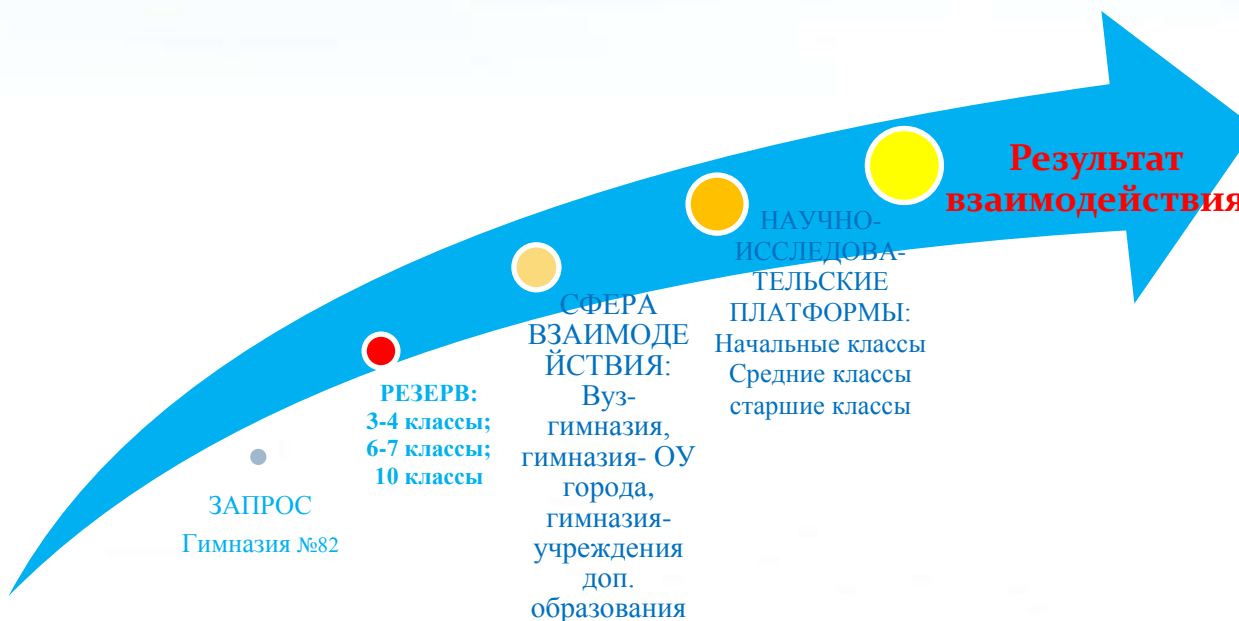 ЗАПРОС
Гимназия №82
РЕЗЕРВ:
3-4 классы;
6-7 классы;
10 классы
СФЕРА
ВЗАИМОДЕ
ЙСТВИЯ:
Вуз-
гимназия,
гимназия- ОУ
города,
гимназия-
учреждения
доп.
образования
НАУЧНО-
ИССЛЕДОВА-
ТЕЛЬСКИЕ
ПЛАТФОРМЫ:
Начальные классы
Средние классы
старшие классы
Результат
взаимодействия